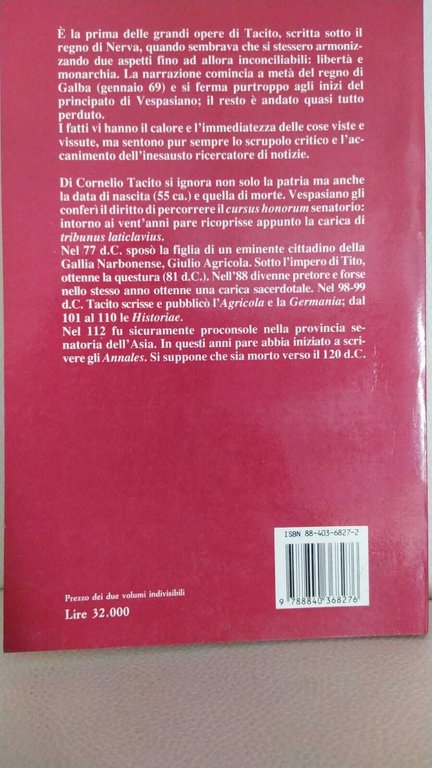 È la prima delle grandi opere di Tacito, scritta sotto il
regno di Nerva, quando sembrava che si stessero armoniz-
zando due aspetti fino ad allora inconciliabili: libertà e
monarchia. La narrazione comincia a metà del regno di
Galba (gennaio 69) e si ferma purtroppo agli inizi del
principato di Vespasiano; il resto è andato quasi tutto
perduto.
I fatti vi hanno il calore e l'immediatezza delle cose viste e
vissute, ma sentono pur sempre lo scrupolo critico e l'ac-
canimento dell'inesausto ricercatore di notizie.
Di Cornelio Tacito si ignora non solo la patria ma anche
la data di nascita (55 ca.) e quella di morte. Vespasiano gli
conferì il diritto di percorrere il cursus honorum senatorio:
intorno ai vent'anni pare ricoprisse appunto la carica di
tribunus laticlavius.
Nel 77 d.C. sposò la figlia di un eminente cittadino della
Gallia Narbonense, Giulio Agricola. Sotto l'impero di Tito,
ottenne la questura (81 d.C.). Nell'88 divenne pretore e forse
nello stesso anno ottenne una carica sacerdotale. Nel 98-99
d.C. Tacito scrisse e pubblicò l'Agricola e la Germania; dal
101 al 110 le Historiae.
Nel 112 fu sicuramente proconsole nella provincia se-
natoria dell'Asia. In questi anni pare abbia iniziato a scri-
vere gli Annales. Si suppone che sia morto verso il 120 d.C.
ISBN 88-403-6827-2
9 788840 368276
Prezzo dei due volumi indivisibili
Lire 32.000